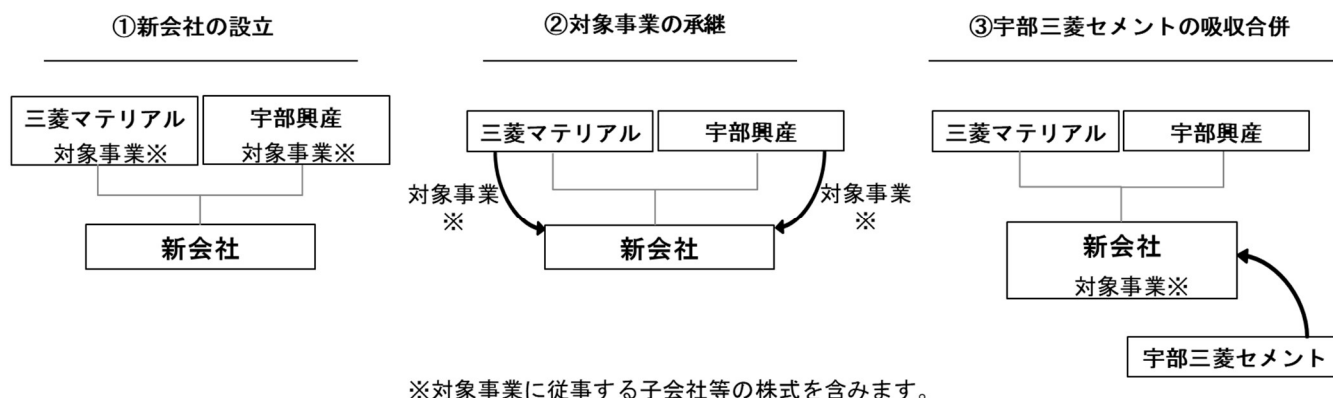 ①新会社の設立
三菱マテリアル
対象事業※
宇部興産
対象事業※
新会社
②対象事業の承継
三菱マテリアル
宇部興産
対象事業
※
対象事業
※
新会社
③宇部三菱セメントの吸収合併
三菱マテリアル
宇部興産
新会社
対象事業※
宇部三菱セメント
※対象事業に従事する子会社等の株式を含みます。